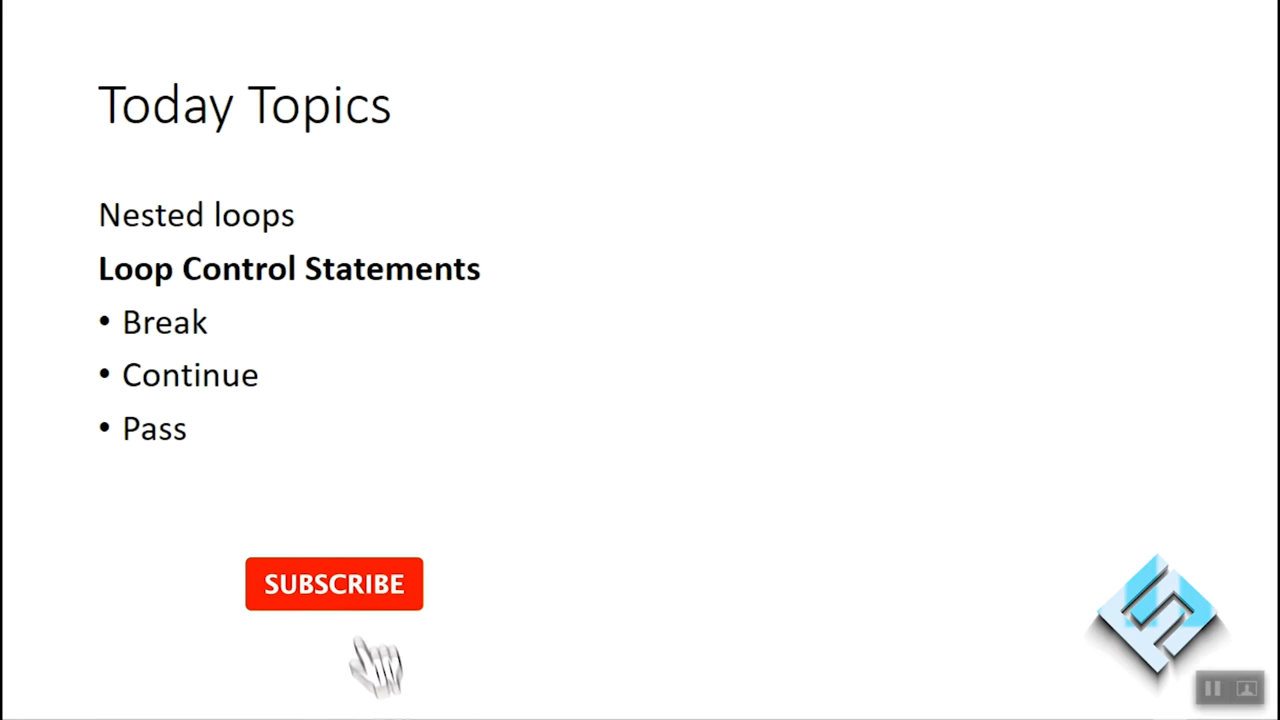 Today Topics
Nested loops
Loop Control Statements
• Break
• Continue
• Pass
SUBSCRIBE